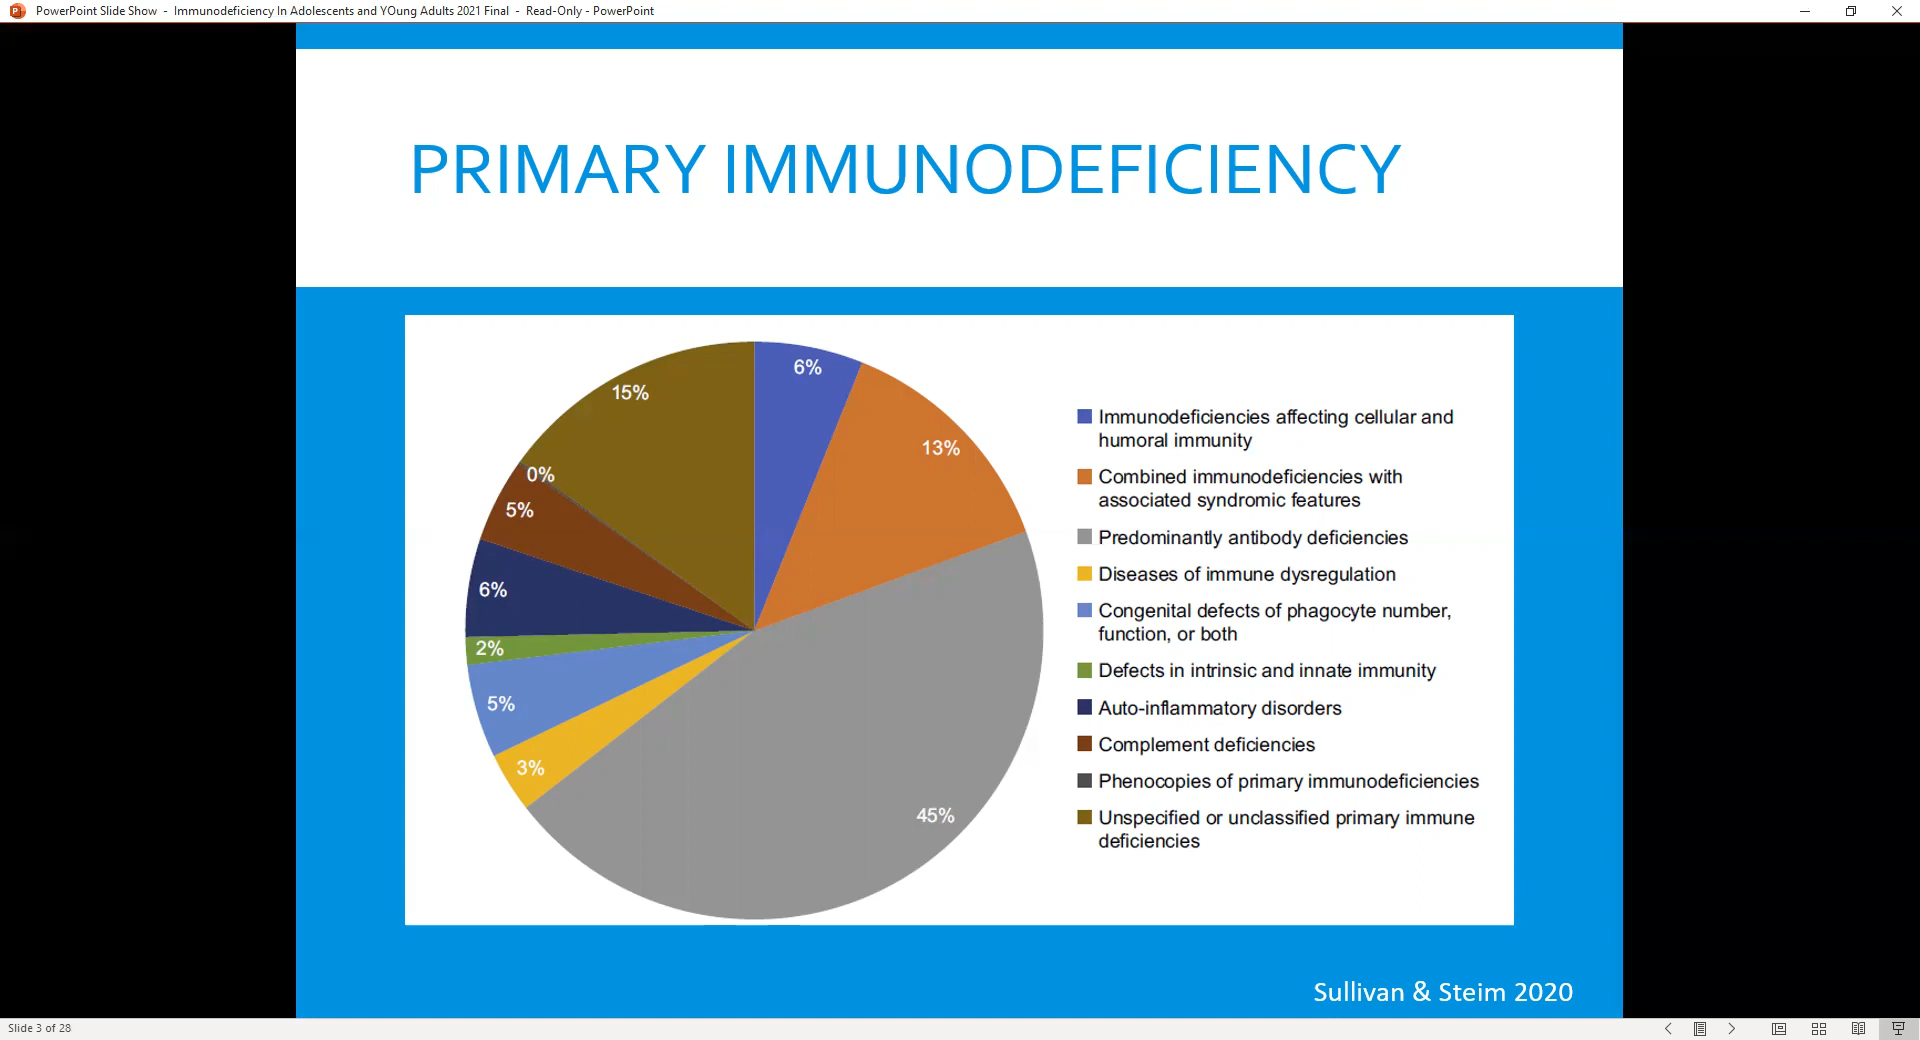 PowerPoint Slide Show - Immunodeficiency In Adolescents and YOung Adults 2021 Final - Read-Only - PowerPoint
PRIMARY IMMUNODEFICIENCY
6%
13%
45%
3%
5%
2%
6%
5%
0%
15%
Immunodeficiencies affecting cellular and
humoral immunity
Combined immunodeficiencies with
associated syndromic features
Predominantly antibody deficiencies
Diseases of immune dysregulation
Congenital defects of phagocyte number,
function, or both
Defects in intrinsic and innate immunity
Auto-inflammatory disorders
Complement deficiencies
Phenocopies of primary immunodeficiencies
Unspecified or unclassified primary immune
deficiencies
Sullivan & Steim 2020
Slide 3 of 28